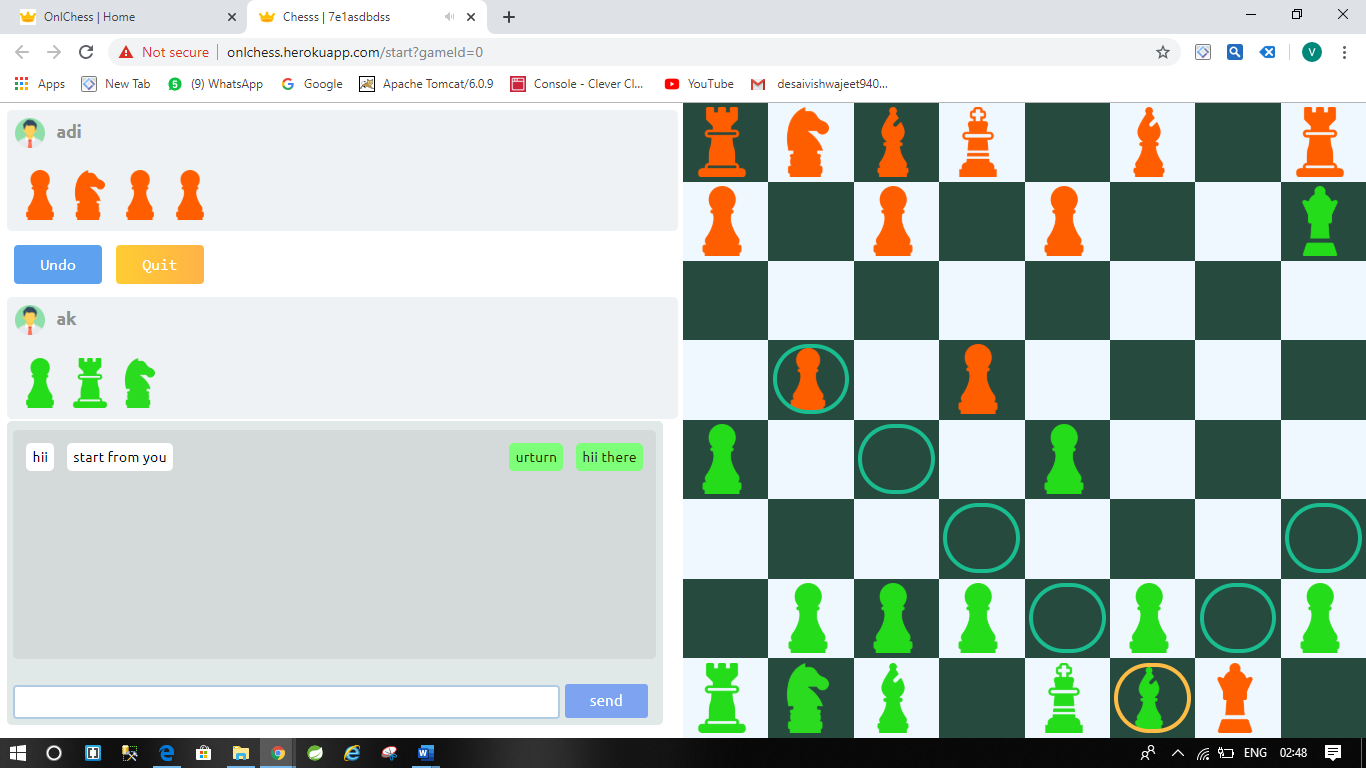 OnlChess | Home
Chesss | 7e1asdbdss
Not secure | onlchess.herokuapp.com/start?gameId=0
V
Apps New Tab (9) WhatsApp Google Apache Tomcat/6.0.9 Console - Clever Cl... YouTube desaivishwajeet940...
adi
Undo Quit
ak
hii start from you urturn hii there
send
ENG 02:48